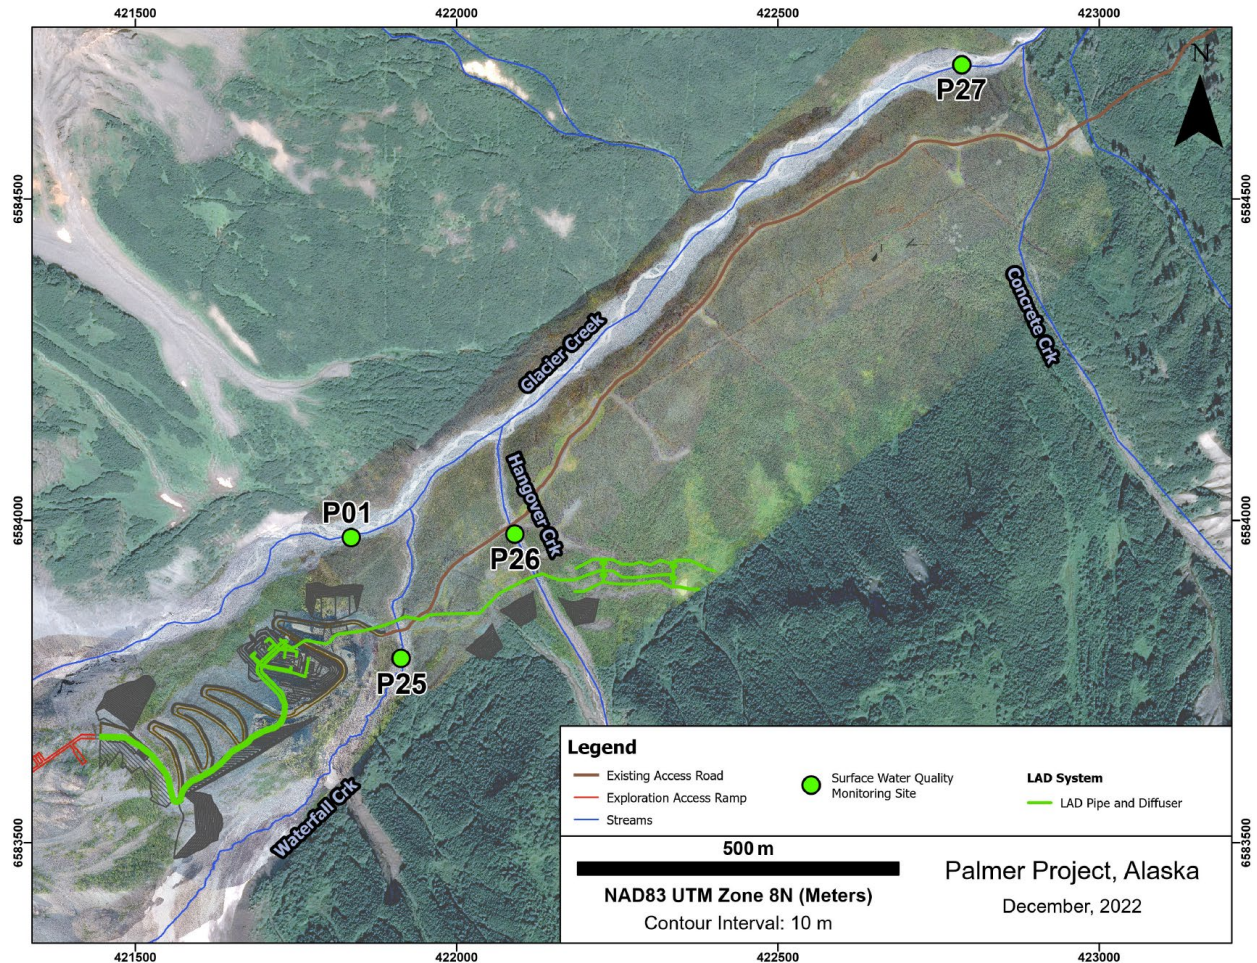 421500
422000
422500
423000
N
P27
6584500
6584500
Glacier Creek
Concrete Crk
Hangover Crk
P01
P26
6584000
6584000
P25
Waterfall Crk
6583500
6583500
Legend
Existing Access Road
Exploration Access Ramp
Streams
Surface Water Quality
Monitoring Site
LAD System
LAD Pipe and Diffuser
500 m
NAD83 UTM Zone 8N (Meters)
Contour Interval: 10 m
Palmer Project, Alaska
December, 2022
421500
422000
422500
423000